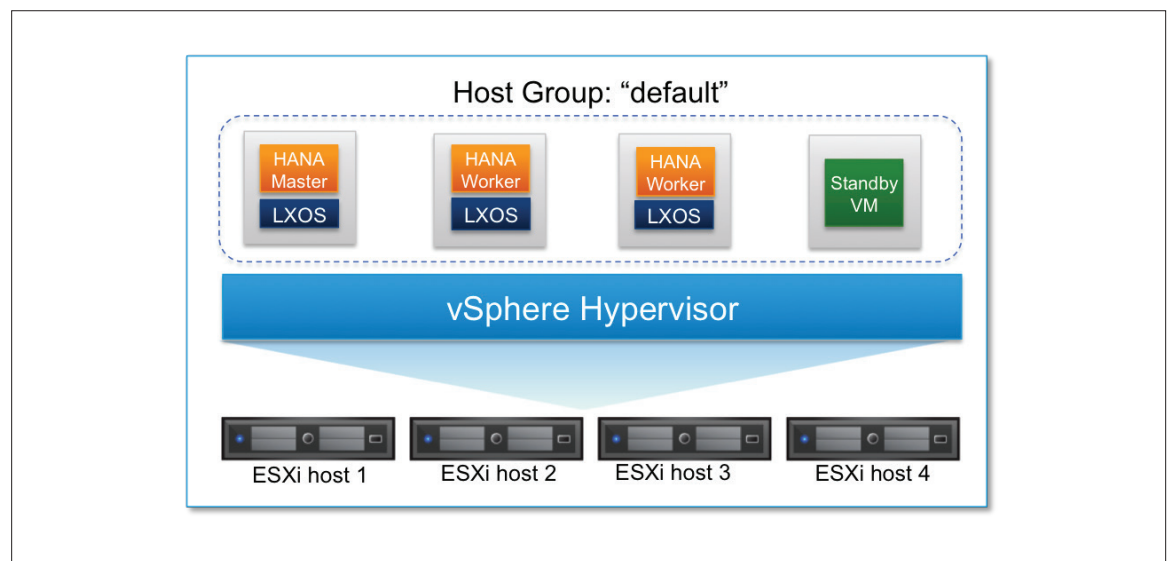 Host Group: “default”
HANA
Master
LXOS
HANA
Worker
LXOS
HANA
Worker
LXOS
Standby
VM
vSphere Hypervisor
ESXi host 1
ESXi host 2
ESXi host 3
ESXi host 4